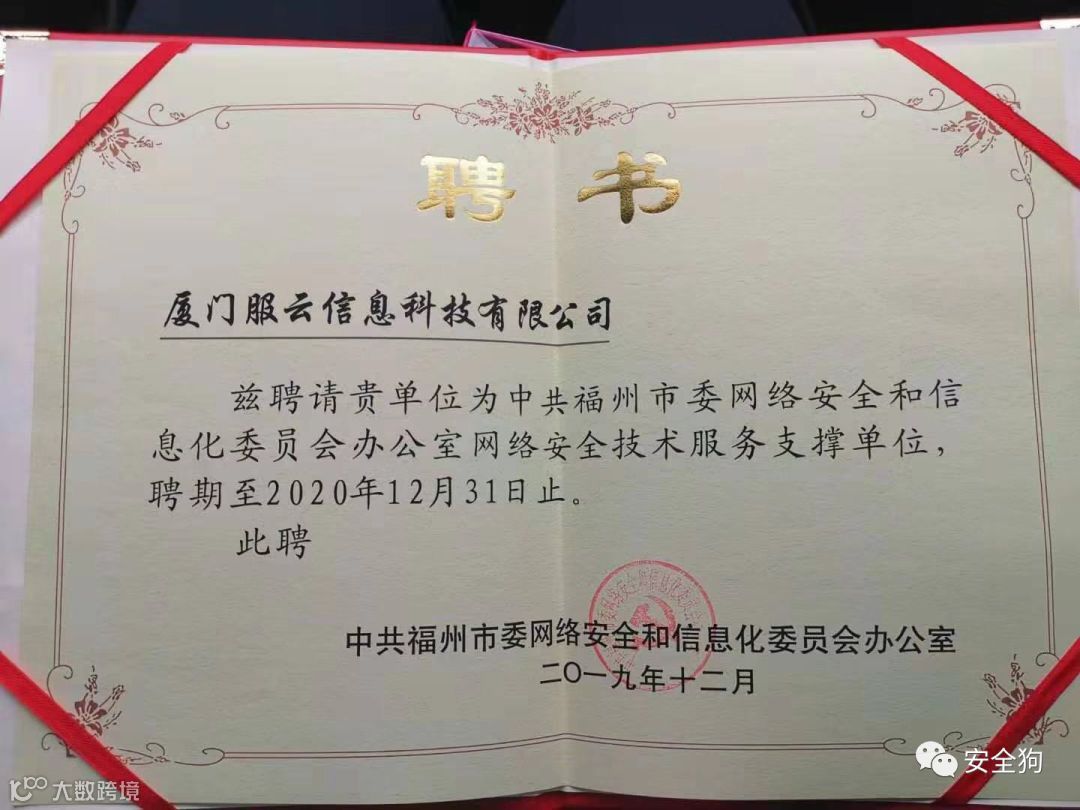 聘书
厦门服云信息科技有限公司
兹聘请贵单位为中共福州市委网络安全和信
息化委员会办公室网络安全技术服务支撑单位，
聘期至2020年12月31日止。
此聘
中共福州市委网络安全和信息化委员会办公室
二〇一九年十二月
安全狗
大数跨境